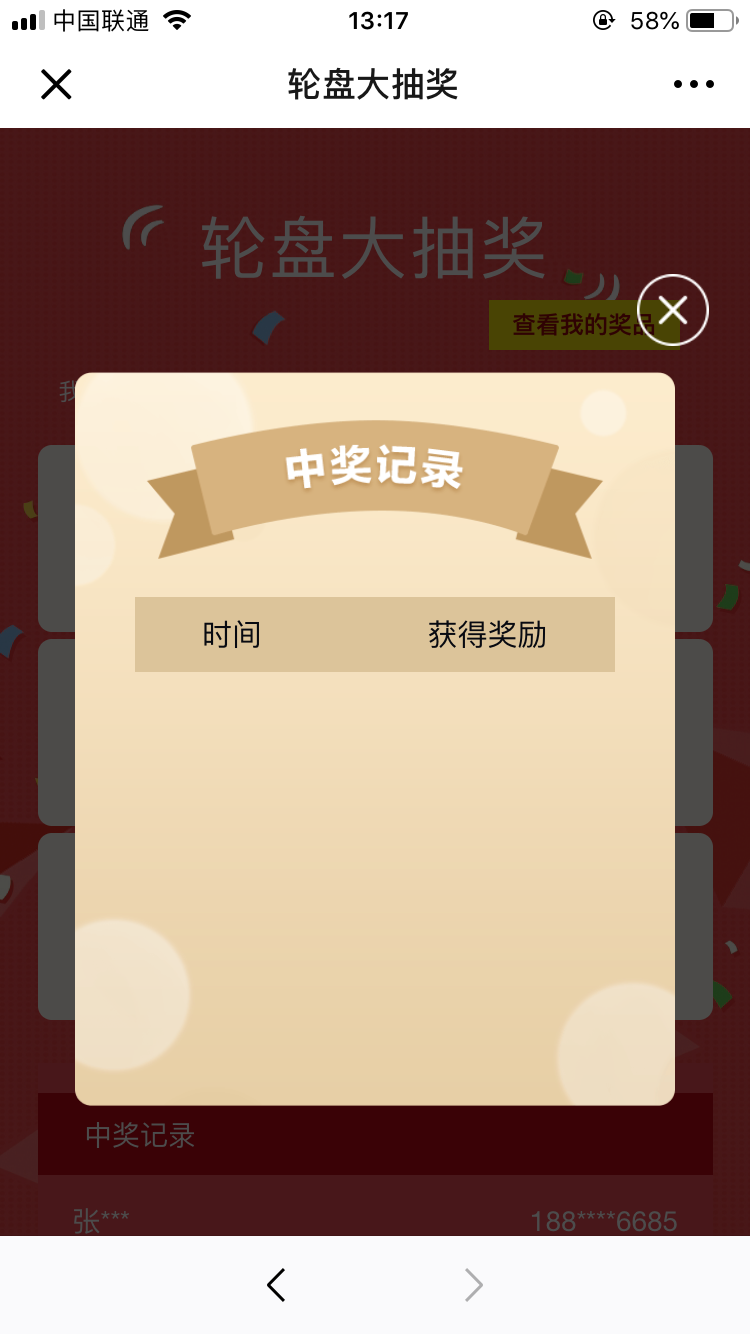 中国联通
13:17
58%
轮盘大抽奖
轮盘大抽奖
查看我的奖品
我
中奖记录
时间 获得奖励
中奖记录
张*** 188****6685